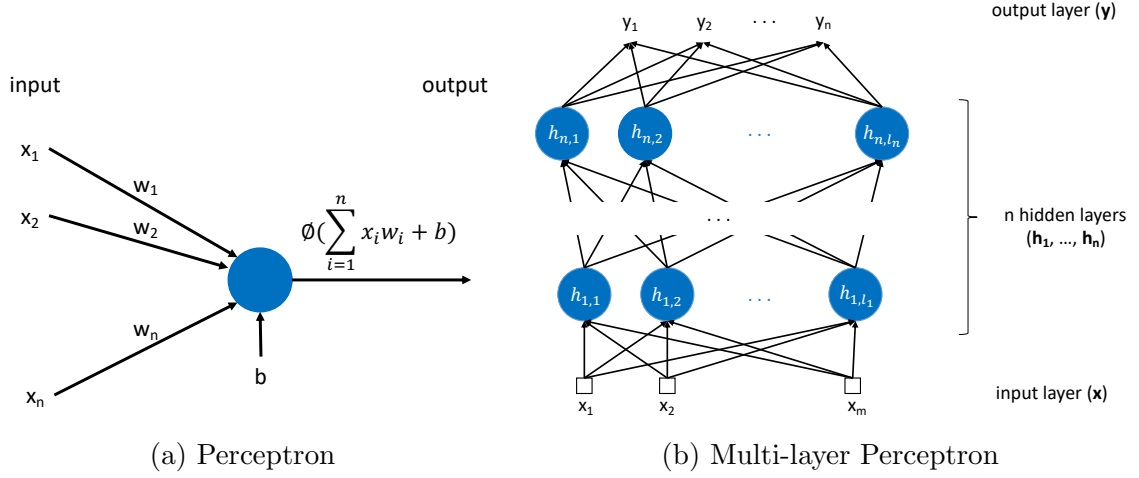 input
output
x₁
w₁
x₂
w₂
∅(∑ⁿᵢ₌₁ xᵢwᵢ + b)
wₙ
xₙ
b
(a) Perceptron
y₁ y₂ ··· yₙ
output layer (y)
hₙ,₁ hₙ,₂ ··· hₙ,ₗₙ
···
n hidden layers
(h₁, ..., hₙ)
h₁,₁ h₁,₂ ··· h₁,ₗ₁
x₁ x₂ xₘ
input layer (x)
(b) Multi-layer Perceptron